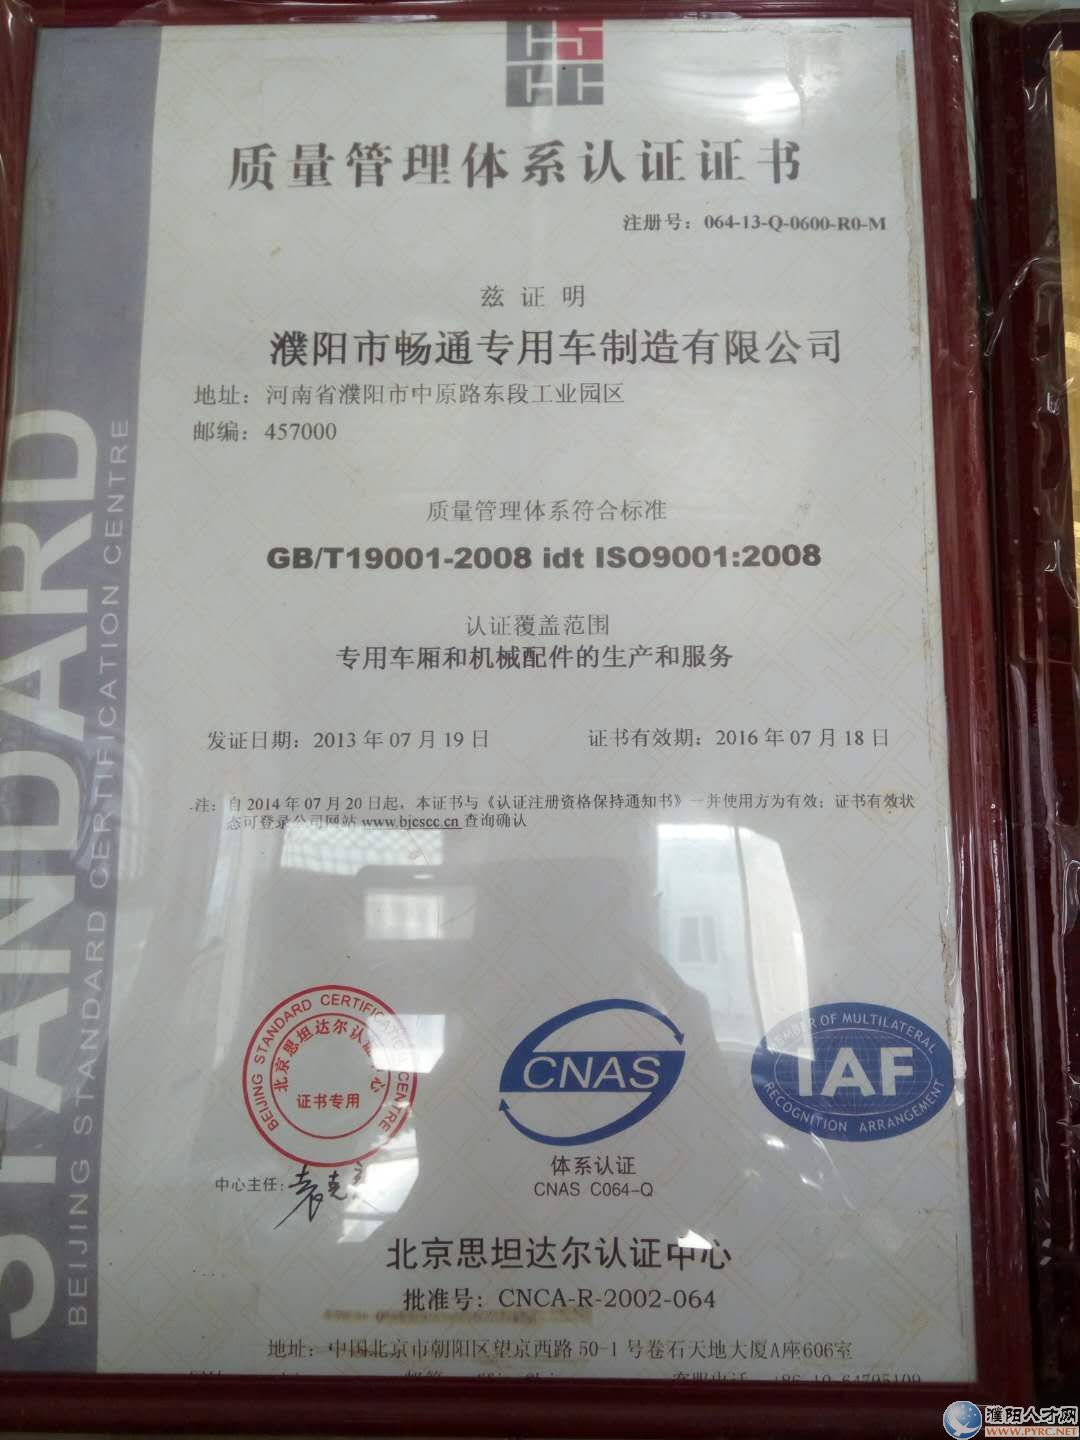 CSCC
质量管理体系认证证书
注册号：064-13-Q-0600-R0-M
兹证明
濮阳市畅通专用车制造有限公司
地址：河南省濮阳市中原路东段工业园区
邮编：457000
质量管理体系符合标准
GB/T19001-2008 idt ISO9001:2008
认证覆盖范围
专用车厢和机械配件的生产和服务
发证日期：2013年07月19日
证书有效期：2016年07月18日
注：自2014年07月20日起，本证书与《认证注册资格保持通知书》一并使用方为有效；证书有效状
态可登录公司网站 www.bjcscc.cn 查询确认
STANDARD
BEIJING STANDARD CERTIFICATION CENTRE
BEIJING STANDARD CERTIFICATION CENTRE
北京思坦达尔认证中心
证书专用
中心主任：
CNAS
体系认证
CNAS C064-Q
MEMBER OF MULTILATERAL
IAF
RECOGNITION ARRANGEMENT
北京思坦达尔认证中心
批准号：CNCA-R-2002-064
地址：中国北京市朝阳区望京西路50-1号卷石天地大厦A座606室
濮阳人才网
WWW.PYRC.NET